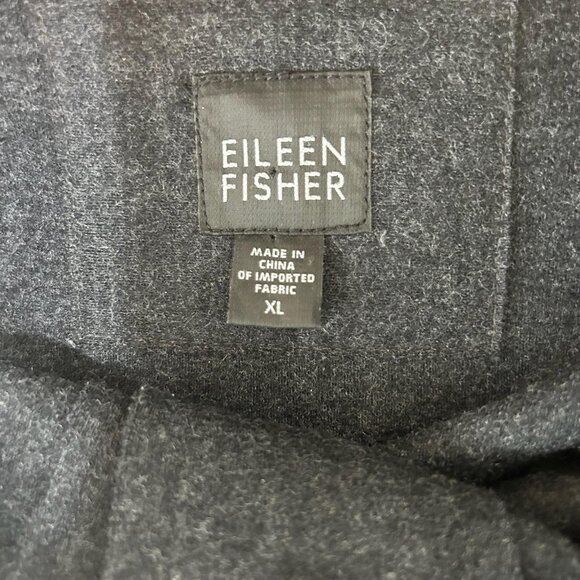 EILEEN
FISHER
MADE IN
CHINA
OF IMPORTED
FABRIC
XL